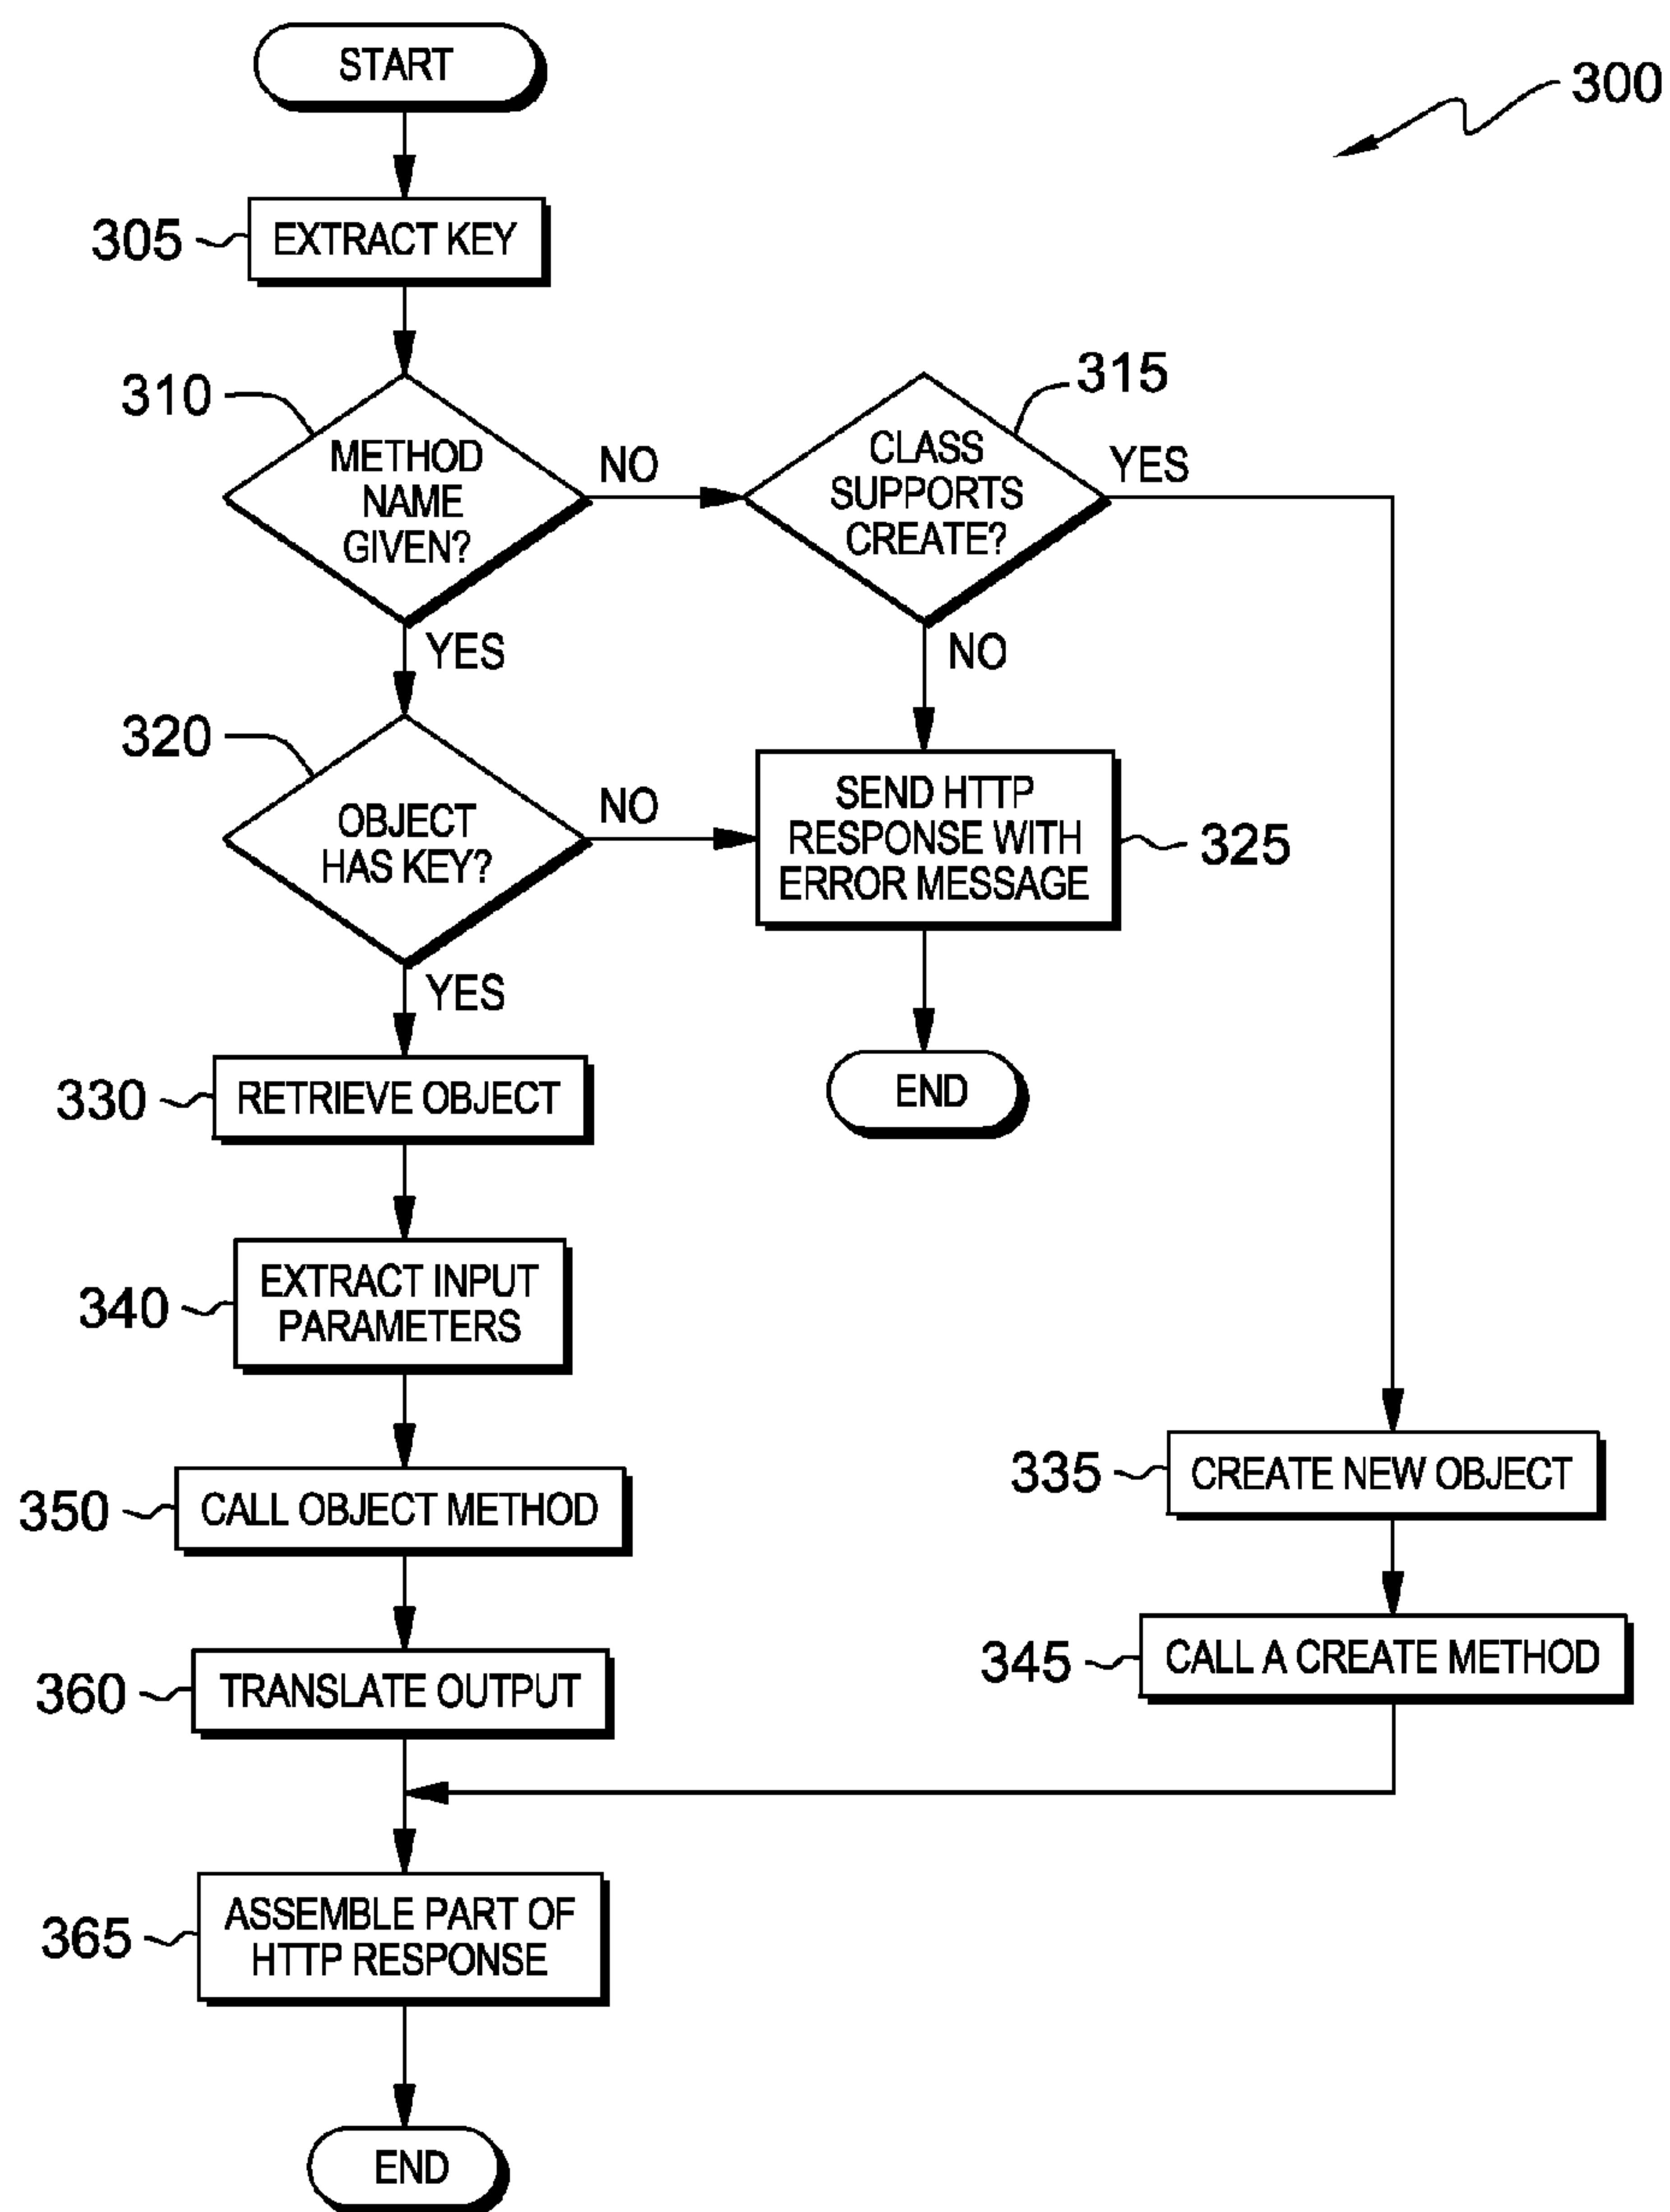 START
300
305
EXTRACT KEY
310
METHOD
NAME
GIVEN?
NO
YES
315
CLASS
SUPPORTS
CREATE?
YES
NO
320
OBJECT
HAS KEY?
NO
YES
SEND HTTP
RESPONSE WITH
ERROR MESSAGE
325
END
330
RETRIEVE OBJECT
340
EXTRACT INPUT
PARAMETERS
350
CALL OBJECT METHOD
335
CREATE NEW OBJECT
345
CALL A CREATE METHOD
360
TRANSLATE OUTPUT
365
ASSEMBLE PART OF
HTTP RESPONSE
END